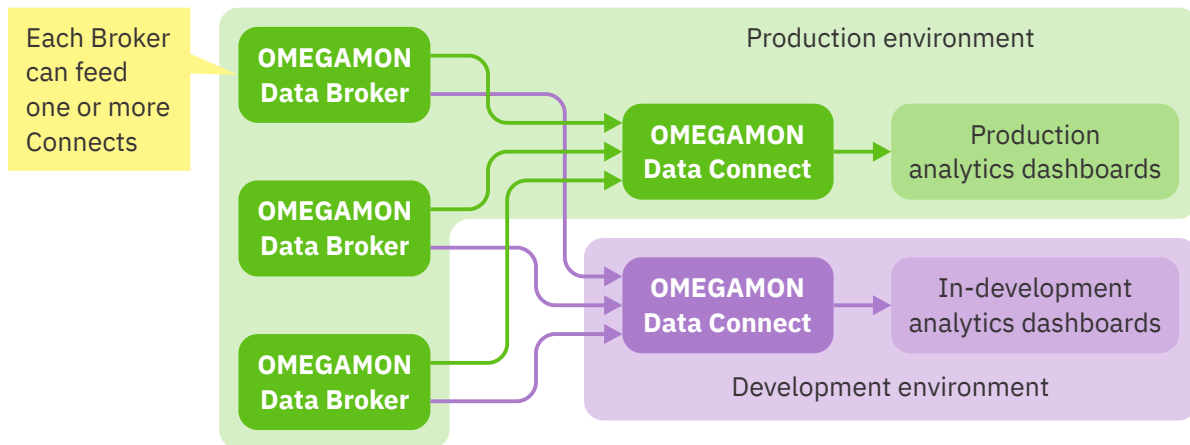 Each Broker
can feed
one or more
Connects
OMEGAMON
Data Broker
Production environment
OMEGAMON
Data Connect
Production
analytics dashboards
OMEGAMON
Data Broker
OMEGAMON
Data Connect
In-development
analytics dashboards
OMEGAMON
Data Broker
Development environment